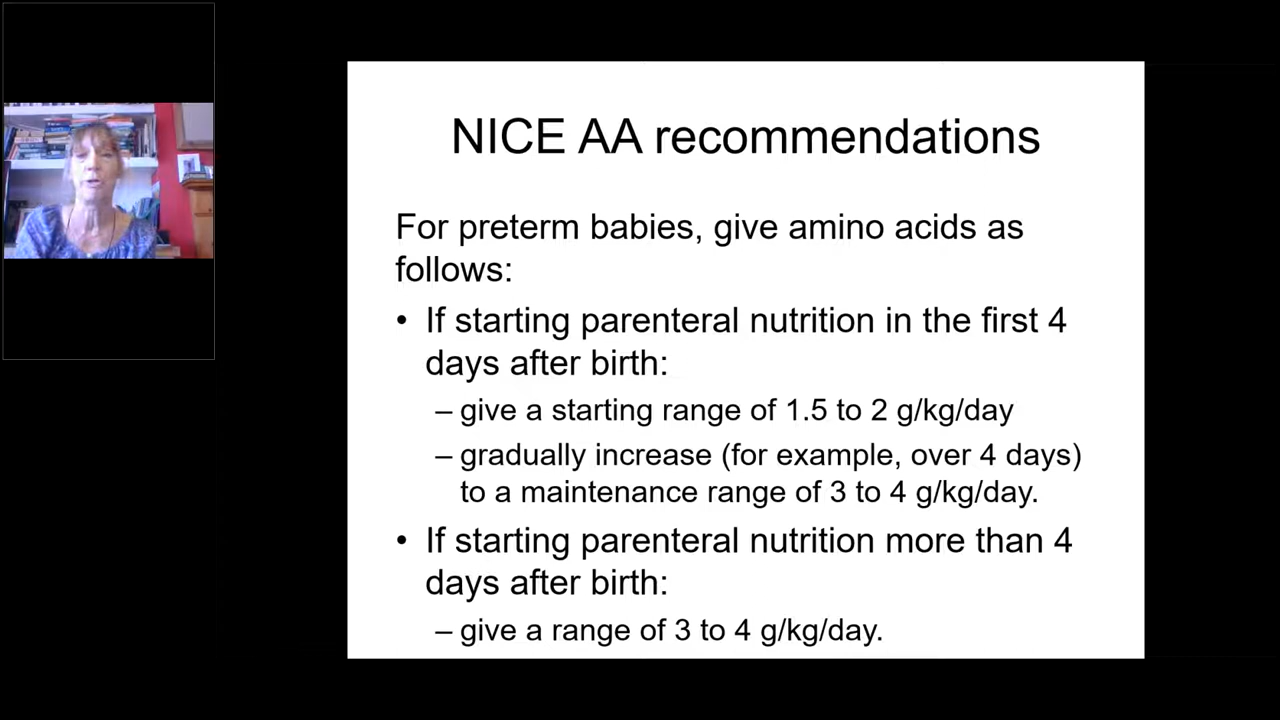 NICE AA recommendations
For preterm babies, give amino acids as
follows:
• If starting parenteral nutrition in the first 4
days after birth:
– give a starting range of 1.5 to 2 g/kg/day
– gradually increase (for example, over 4 days)
to a maintenance range of 3 to 4 g/kg/day.
• If starting parenteral nutrition more than 4
days after birth:
– give a range of 3 to 4 g/kg/day.